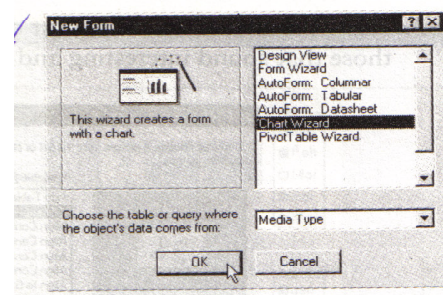 New Form
Design View
Form Wizard
AutoForm: Columnar
AutoForm: Tabular
AutoForm: Datasheet
Chart Wizard
PivotTable Wizard
This wizard creates a form
with a chart.
Choose the table or query where
the object's data comes from:
Media Type
OK
Cancel